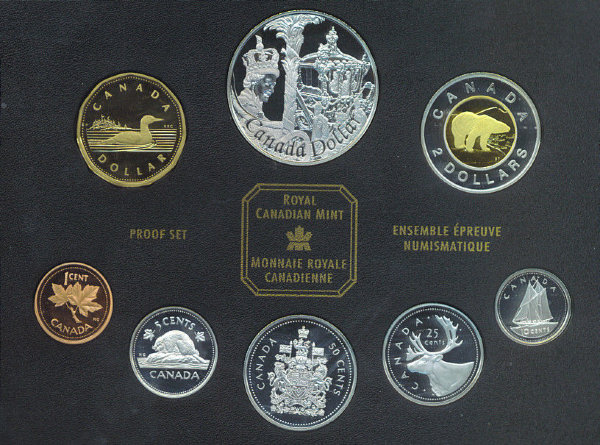 CANADA
DOLLAR
Canada Dollar
CANADA
2 DOLLARS
PROOF SET
ROYAL
CANADIAN MINT
MONNAIE ROYALE
CANADIENNE
ENSEMBLE ÉPREUVE
NUMISMATIQUE
1 CENT
CANADA
5 CENTS
CANADA
CANADA
50 CENTS
CANADA
25
cents
CANADA
10 CENTS